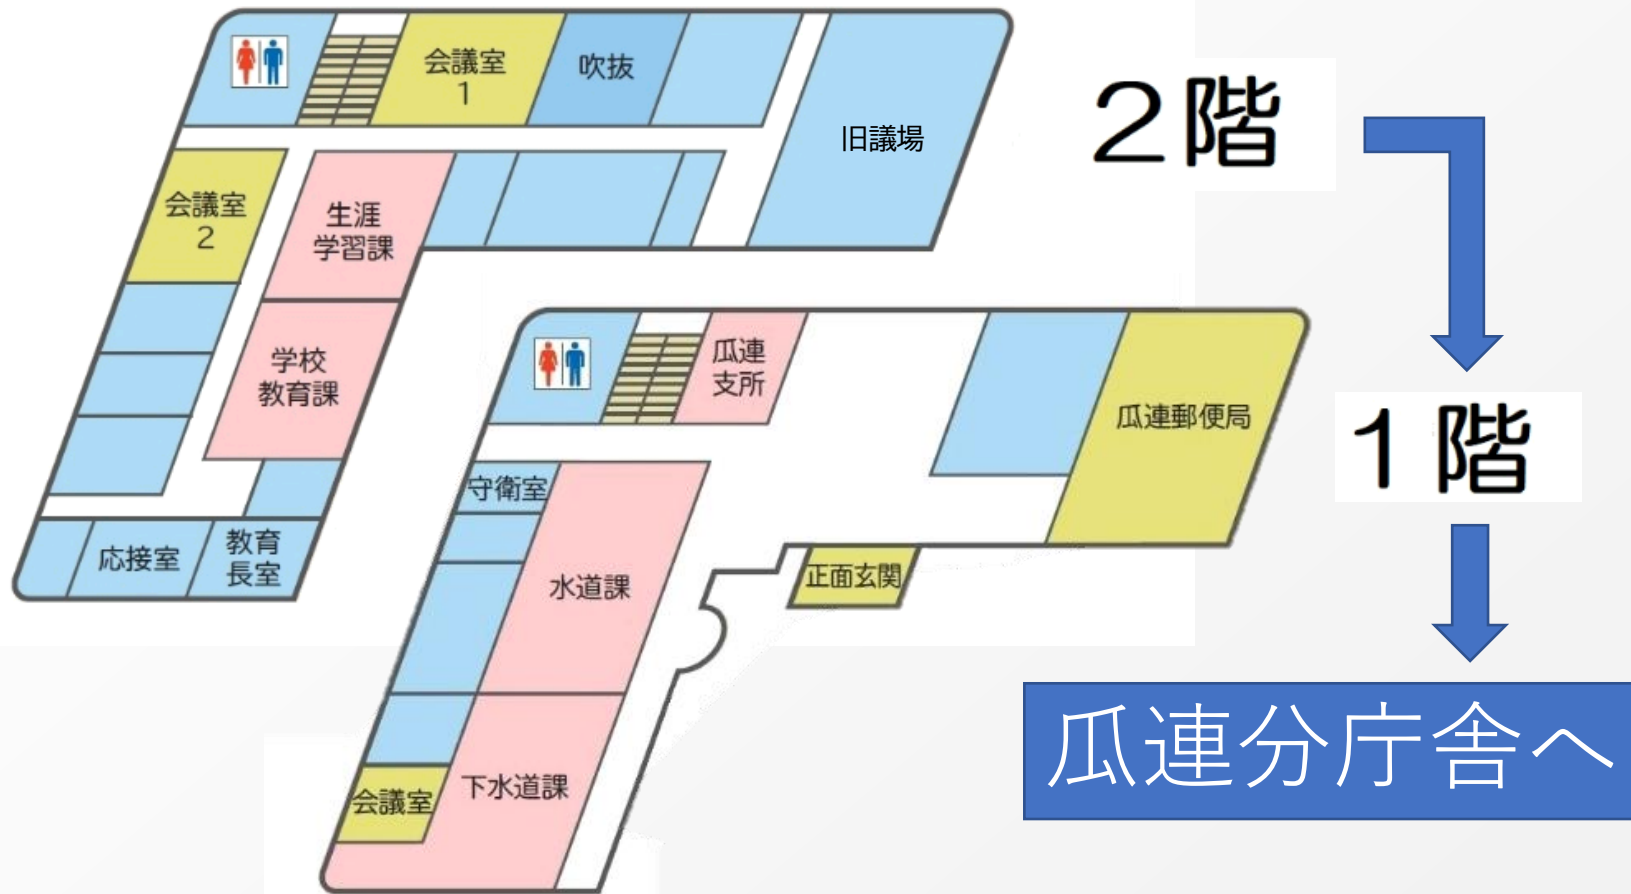 会議室
1
吹抜
旧議場
2階
会議室
2
生涯
学習課
学校
教育課
応接室
教育
長室
瓜連
支所
瓜連郵便局
1階
守衛室
水道課
正面玄関
下水道課
会議室
瓜連分庁舎へ